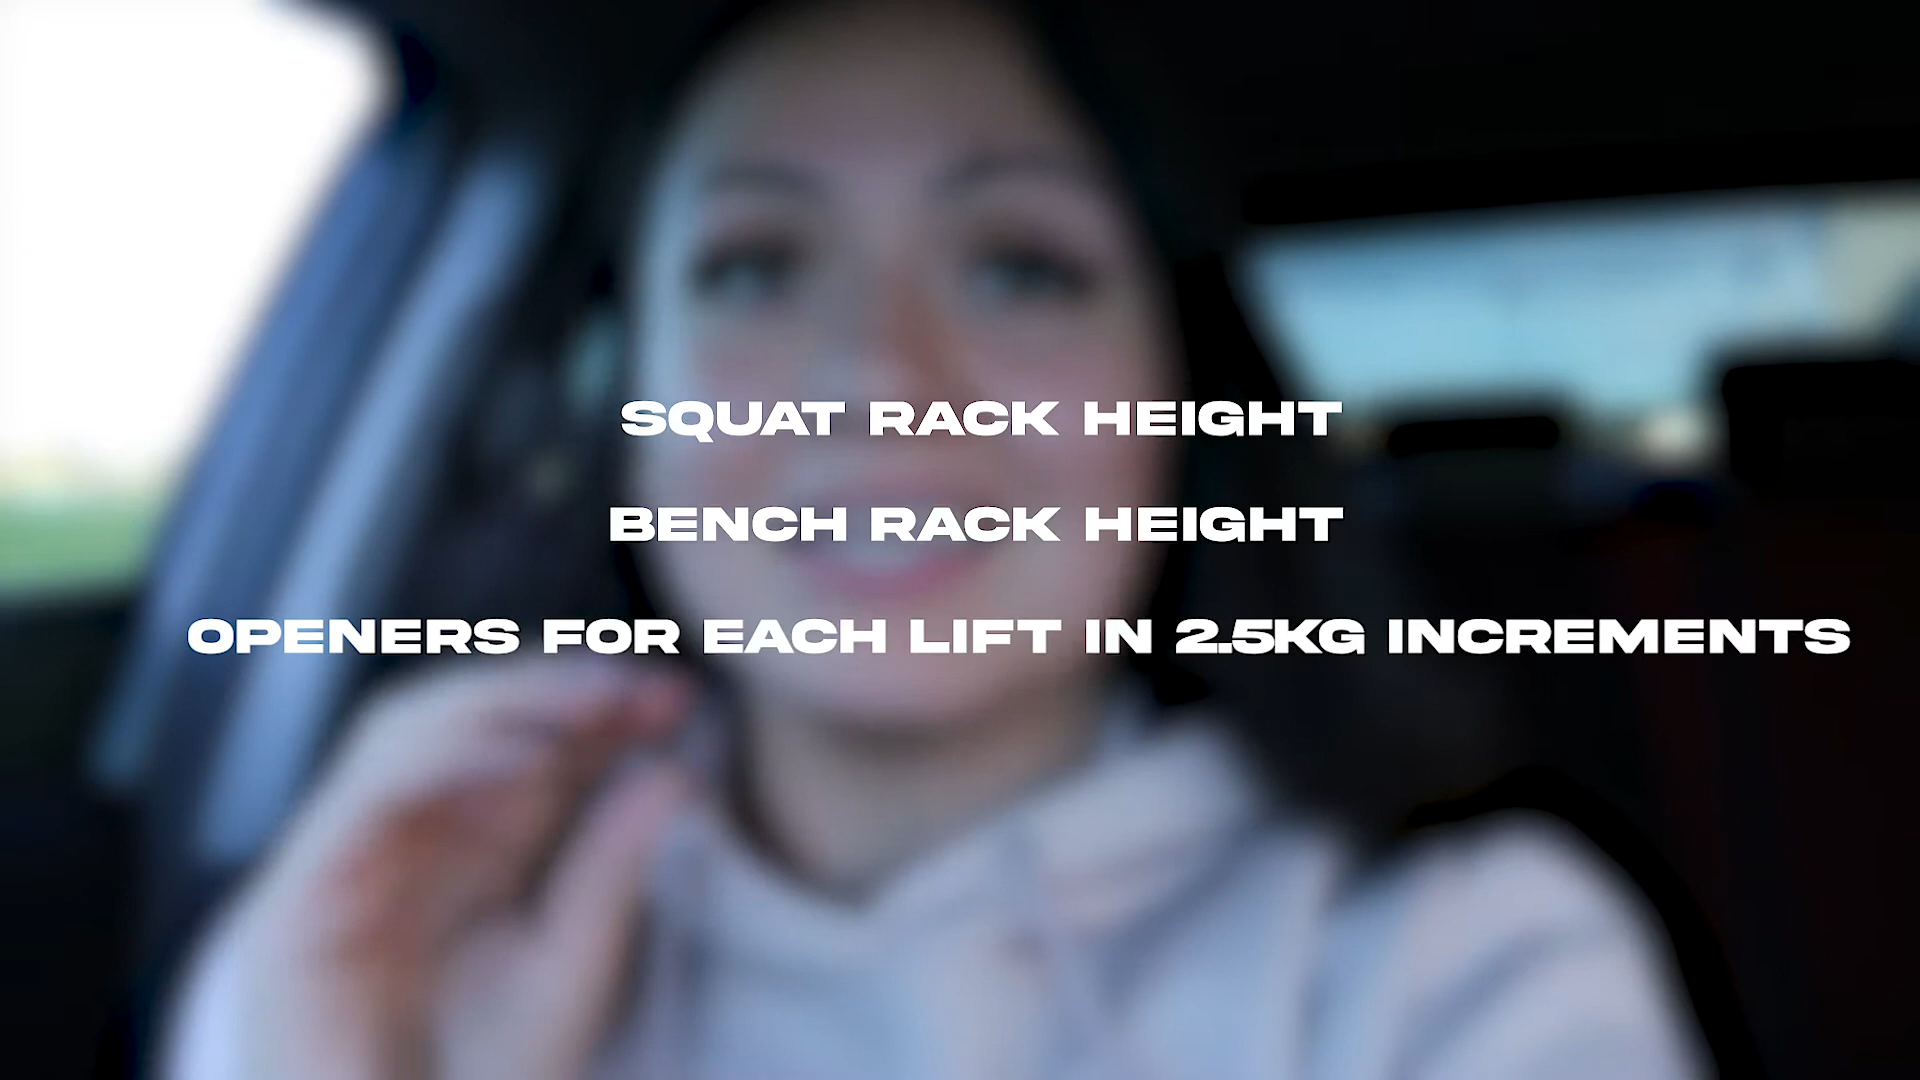 SQUAT RACK HEIGHT
BENCH RACK HEIGHT
OPENERS FOR EACH LIFT IN 2.5KG INCREMENTS